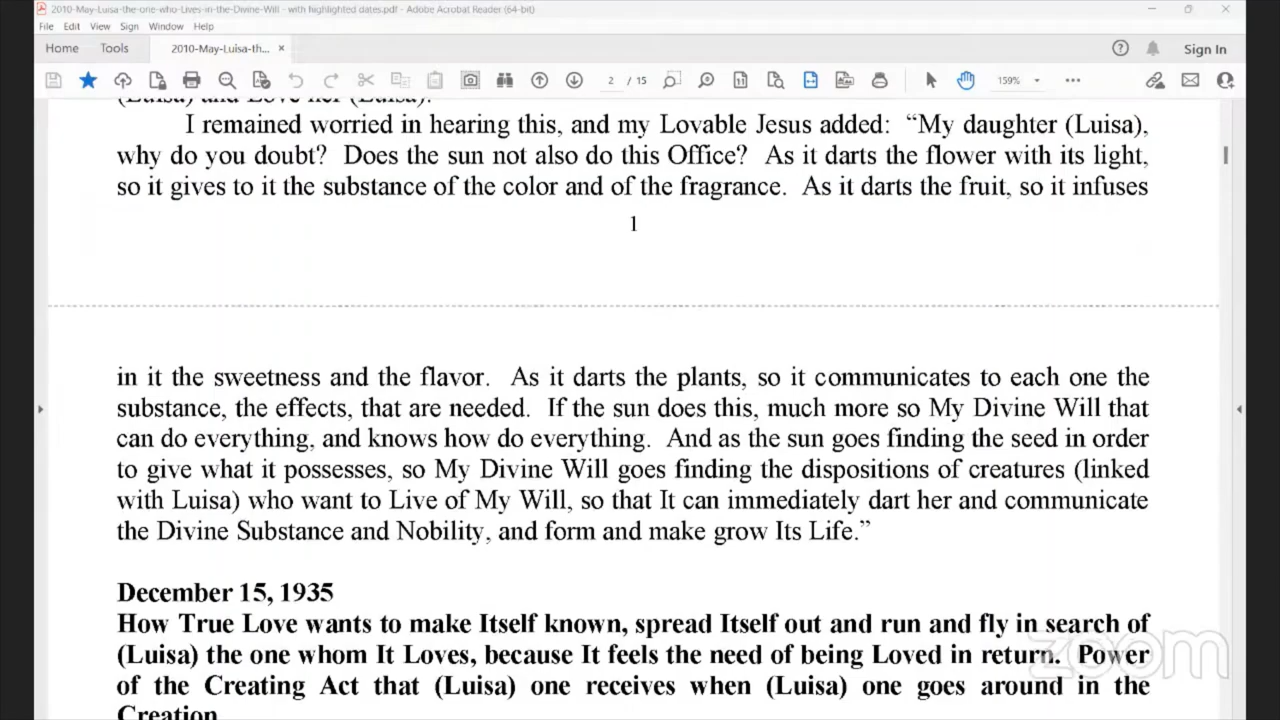 2010-May-Luisa-the-one-who-Lives-in-the-Divine-Will - with highlighted dates.pdf - Adobe Acrobat Reader (64-bit)
File Edit View Sign Window Help
Home Tools 2010-May-Luisa-th... × Sign In
2 / 15 159%
(Luisa) and Love her (Luisa).
I remained worried in hearing this, and my Lovable Jesus added: “My daughter (Luisa),
why do you doubt? Does the sun not also do this Office? As it darts the flower with its light,
so it gives to it the substance of the color and of the fragrance. As it darts the fruit, so it infuses
1
in it the sweetness and the flavor. As it darts the plants, so it communicates to each one the
substance, the effects, that are needed. If the sun does this, much more so My Divine Will that
can do everything, and knows how do everything. And as the sun goes finding the seed in order
to give what it possesses, so My Divine Will goes finding the dispositions of creatures (linked
with Luisa) who want to Live of My Will, so that It can immediately dart her and communicate
the Divine Substance and Nobility, and form and make grow Its Life.”
December 15, 1935
How True Love wants to make Itself known, spread Itself out and run and fly in search of
(Luisa) the one whom It Loves, because It feels the need of being Loved in return. Power
of the Creating Act that (Luisa) one receives when (Luisa) one goes around in the
Creation.
zoom